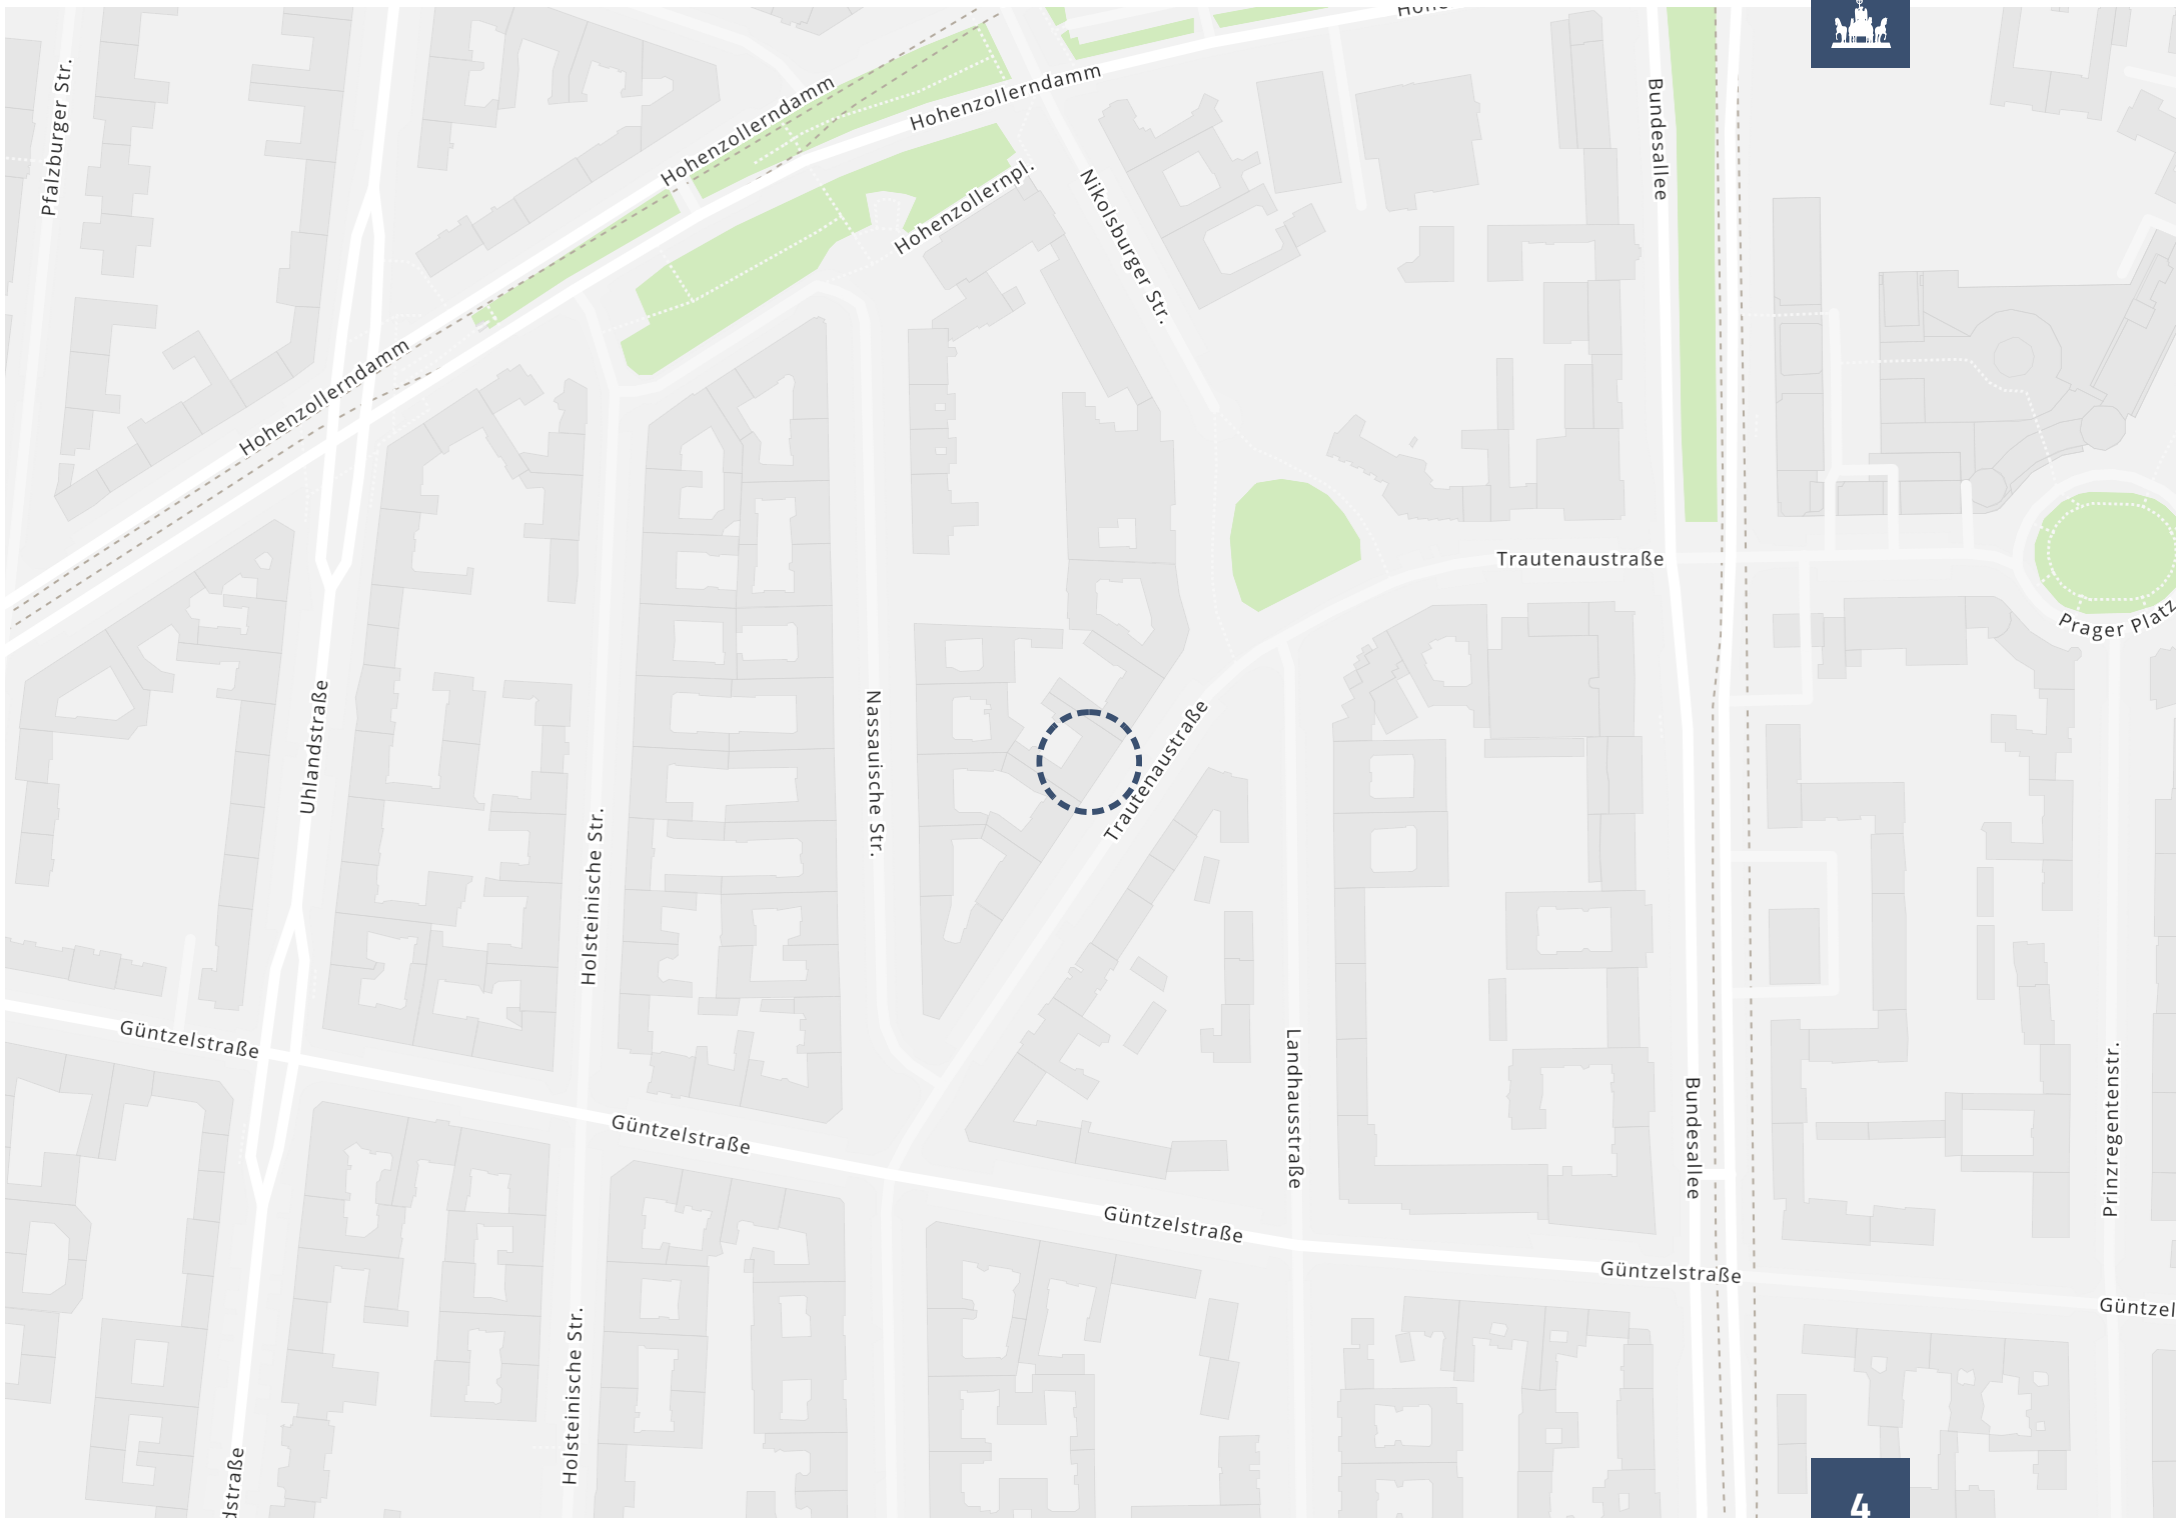 Pfalzburger Str.
Hohenzollerndamm
Hohenzollerndamm
Hohenzollernpl.
Nikolsburger Str.
Bundesallee
Hohenzollerndamm
Trautenaustraße
Prager Platz
Uhlandstraße
Nassauische Str.
Trautenaustraße
Holsteinische Str.
Güntzelstraße
Güntzelstraße
Landhausstraße
Bundesallee
Prinzregentenstr.
Güntzelstraße
Güntzelstraße
Güntzel
Holsteinische Str.
dstraße
4